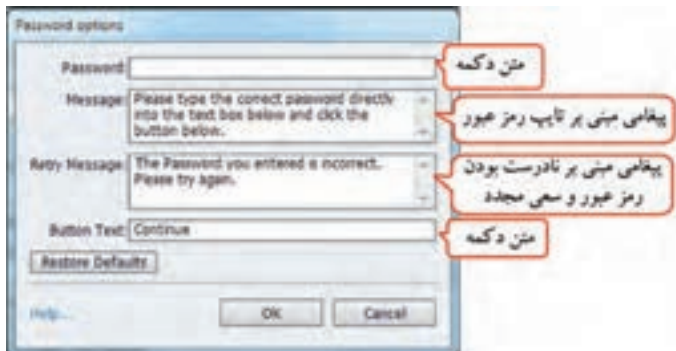 Password options
Password:
متن دکمه
Message:
Please type the correct password directly
into the text box below and click the
button below.
پیغامی مبنی بر تایپ رمز عبور
Retry Message:
The Password you entered is incorrect.
Please try again.
پیغامی مبنی بر نادرست بودن
رمز عبور و سعی مجدد
Button Text:
Continue
متن دکمه
Restore Defaults
Help...
OK
Cancel